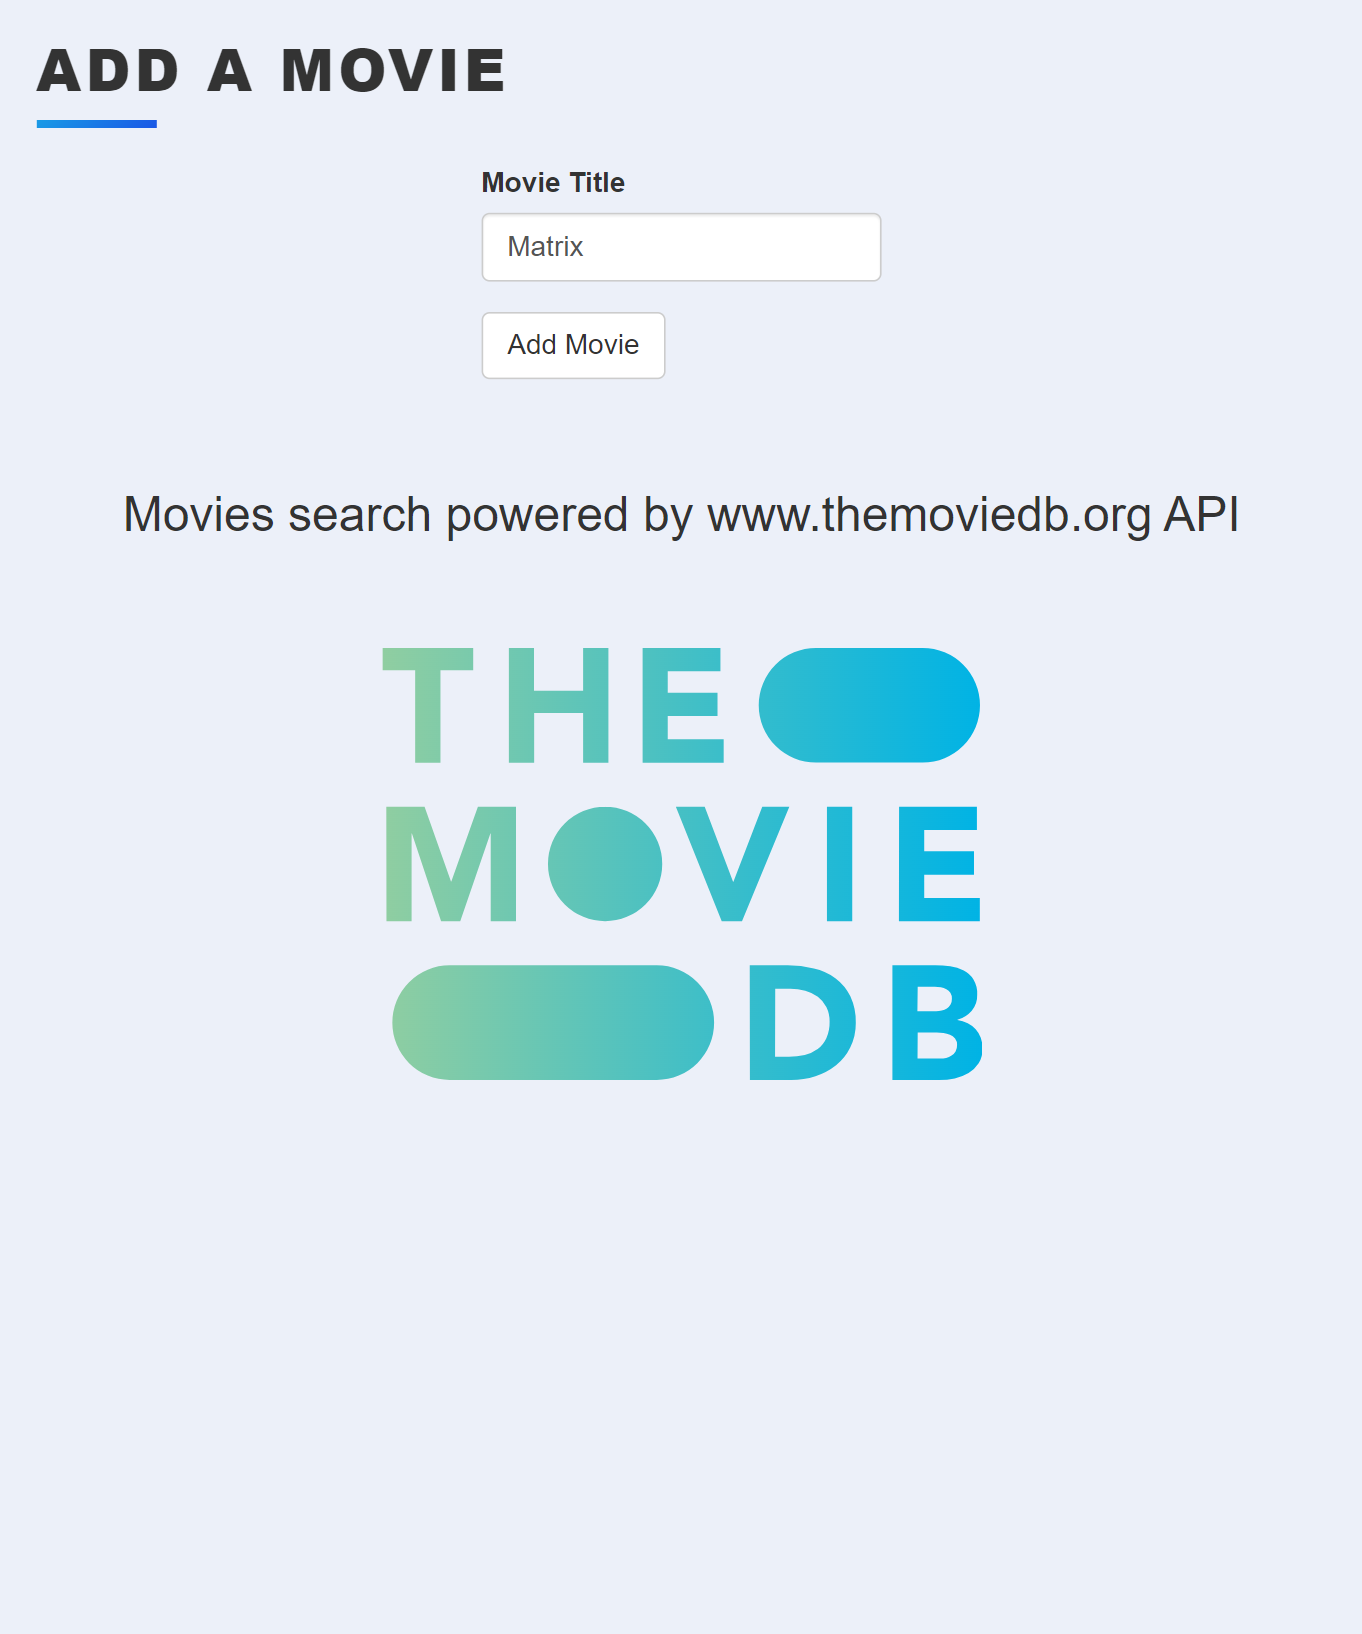 ADD A MOVIE
Movie Title
Matrix
Add Movie
Movies search powered by www.themoviedb.org API
THE
MOVIE
DB